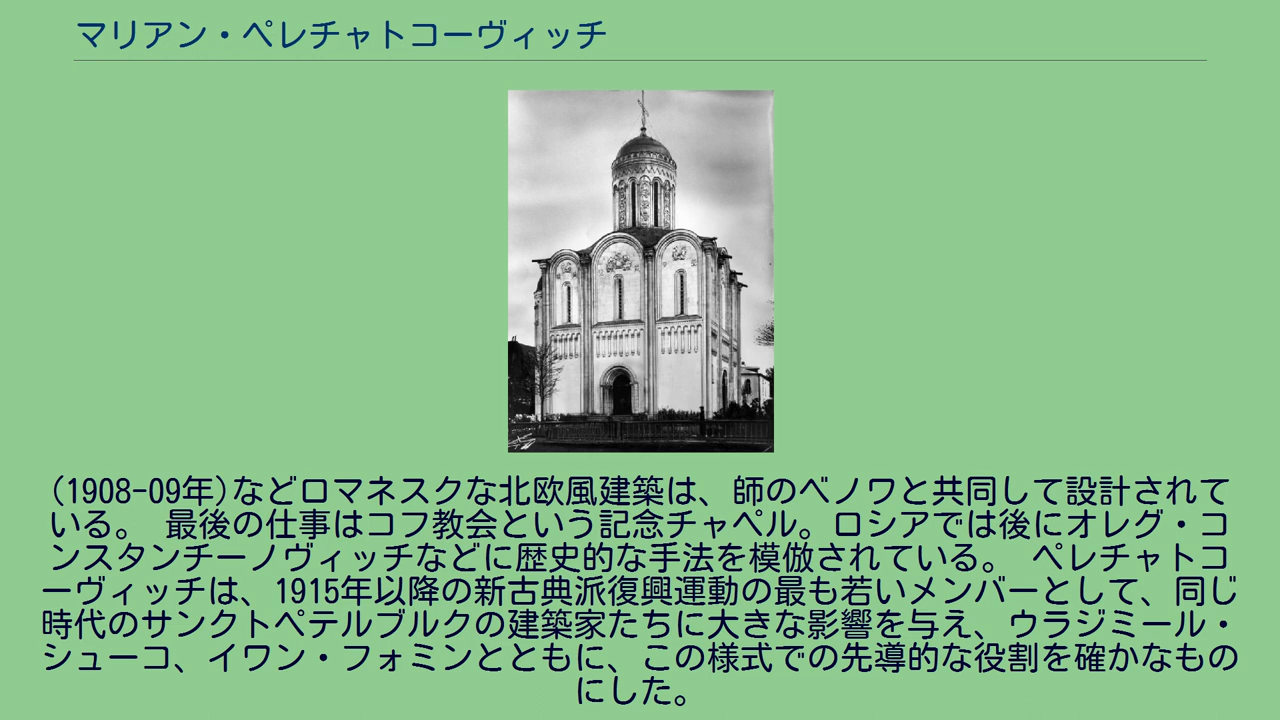 マリアン・ペレチャトコーヴィッチ
(1908-09年)などロマネスクな北欧風建築は、師のベノワと共同して設計されて
いる。 最後の仕事はコフ教会という記念チャペル。ロシアでは後にオレグ・コ
ンスタンチーノヴィッチなどに歴史的な手法を模倣されている。 ペレチャトコ
ーヴィッチは、1915年以降の新古典派復興運動の最も若いメンバーとして、同じ
時代のサンクトペテルブルクの建築家たちに大きな影響を与え、ウラジミール・
シューコ、イワン・フォミンとともに、この様式での先導的な役割を確かなもの
にした。